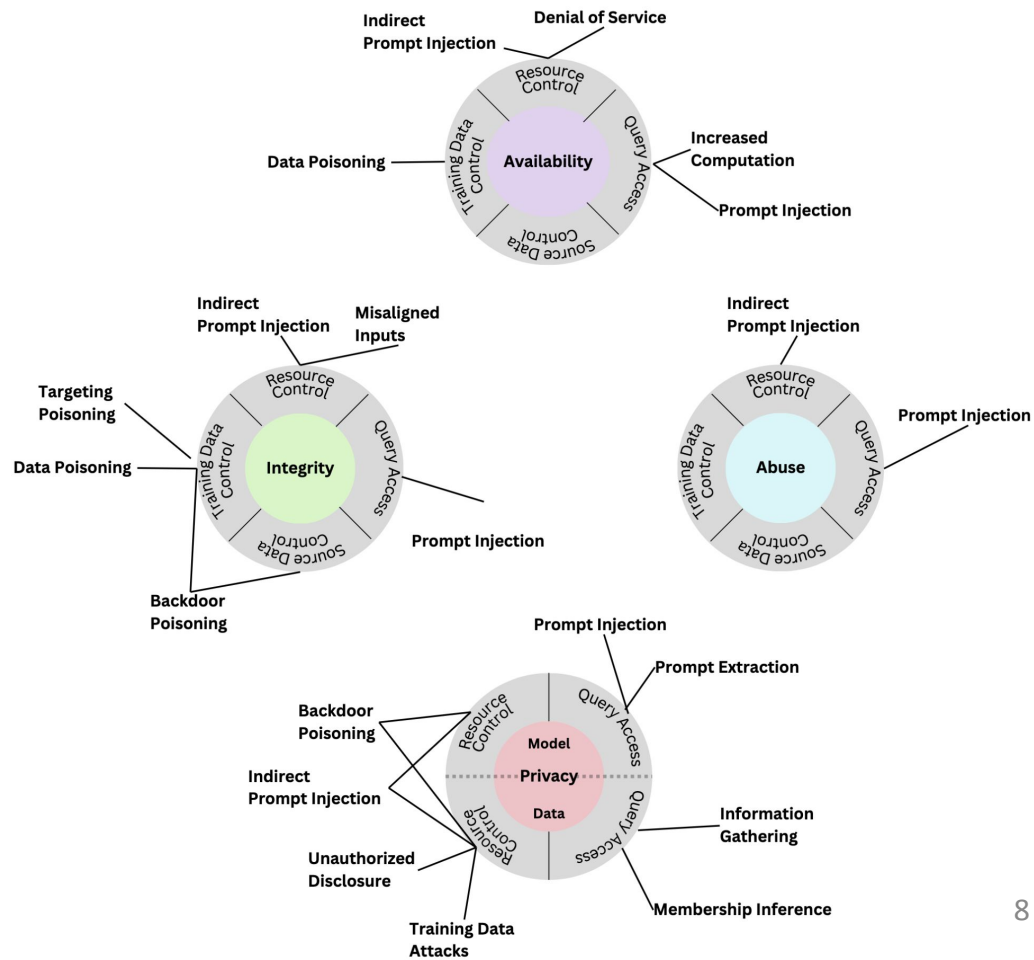 Indirect
Prompt Injection
Denial of Service
Resource
Control
Training Data
Control
Availability
Query Access
Source Data
Control
Data Poisoning
Increased
Computation
Prompt Injection
Indirect
Prompt Injection
Misaligned
Inputs
Targeting
Poisoning
Data Poisoning
Resource
Control
Training Data
Control
Integrity
Query Access
Source Data
Control
Prompt Injection
Backdoor
Poisoning
Indirect
Prompt Injection
Resource
Control
Training Data
Control
Abuse
Query Access
Source Data
Control
Prompt Injection
Prompt Injection
Prompt Extraction
Backdoor
Poisoning
Resource
Control
Query Access
Model
Privacy
Data
Indirect
Prompt Injection
Resource
Control
Query Access
Information
Gathering
Unauthorized
Disclosure
Membership Inference
Training Data
Attacks
8